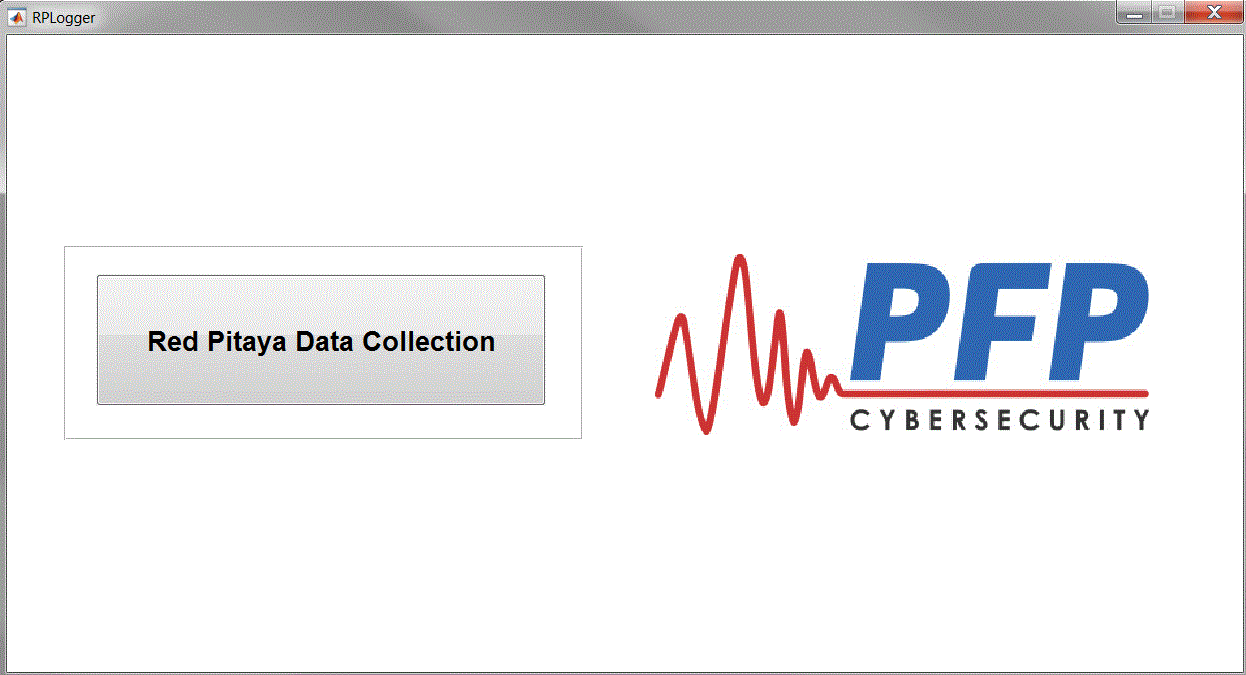 RPLogger
Red Pitaya Data Collection
PFP
CYBERSECURITY